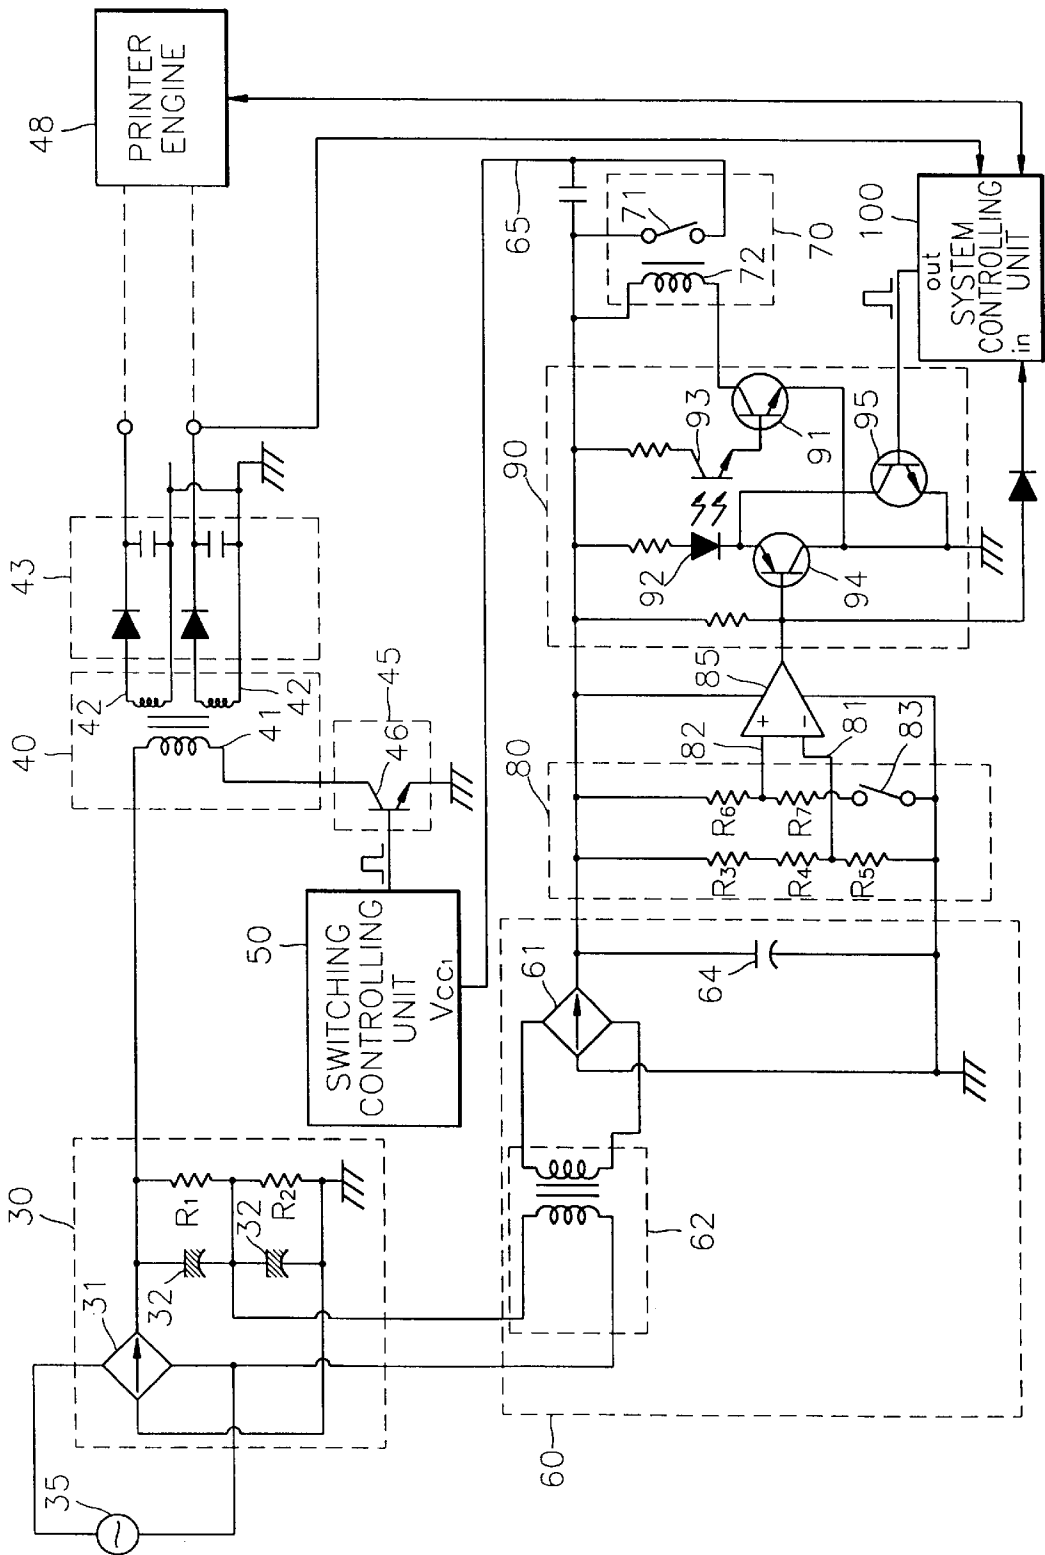 48
PRINTER
ENGINE
43
40
42
42
41
45
46
50
SWITCHING
CONTROLLING
UNIT
Vcc1
30
31
32
32
R1
R2
35
65
71
72
70
100
out
SYSTEM
CONTROLLING
UNIT
in
90
93
91
95
92
94
85
+
-
82
81
83
80
R6
R7
R3
R4
R5
61
64
62
60